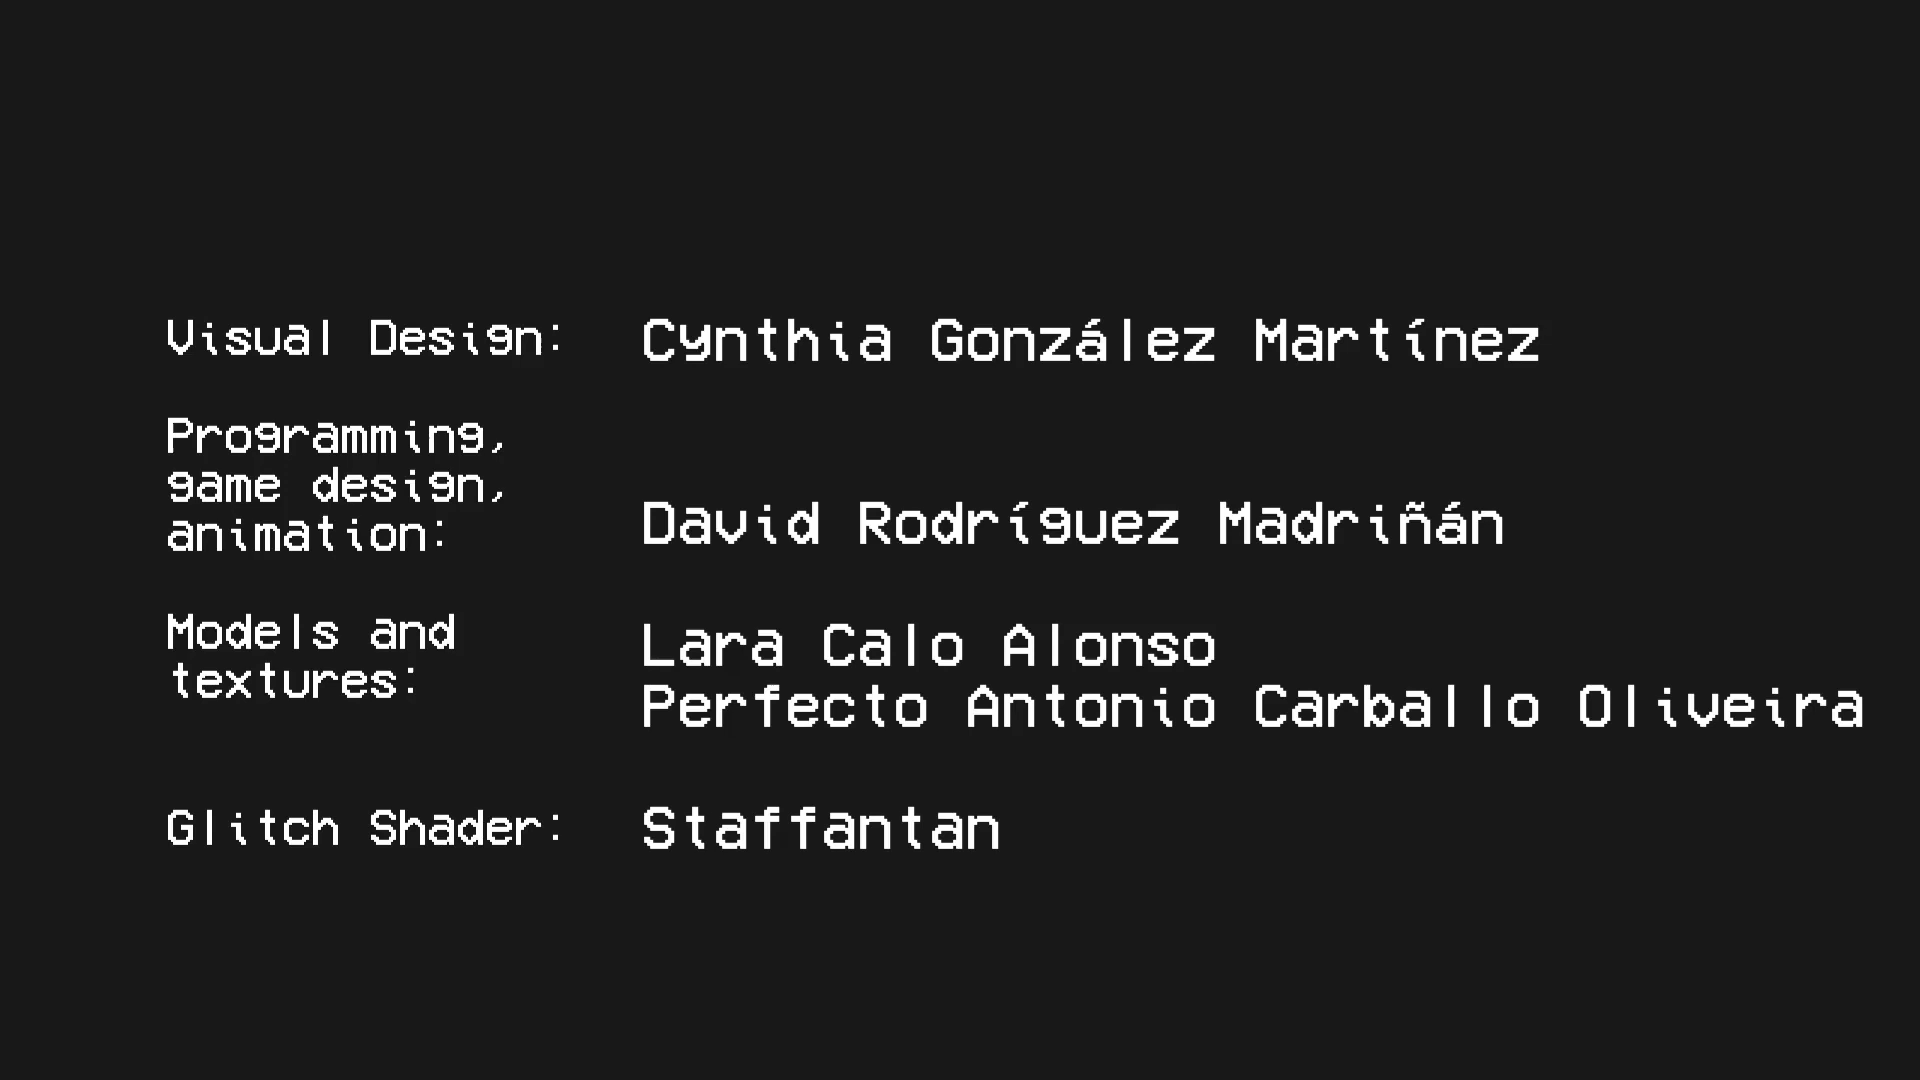 Visual Design: Cynthia González Martínez
Programming,
game design,
animation: David Rodríguez Madriñán
Models and
textures: Lara Calo Alonso
Perfecto Antonio Carballo Oliveira
Glitch Shader: Staffantan